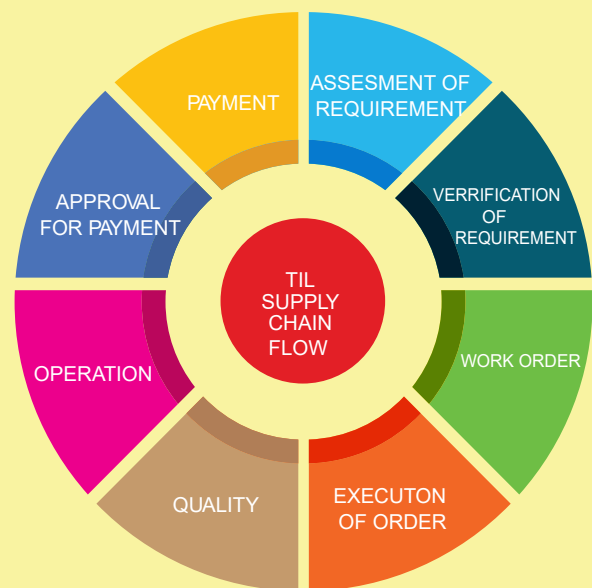 PAYMENT
ASSESMENT OF
REQUIREMENT
VERRIFICATION
OF
REQUIREMENT
WORK ORDER
EXECUTON
OF ORDER
QUALITY
OPERATION
APPROVAL
FOR PAYMENT
TIL
SUPPLY
CHAIN
FLOW